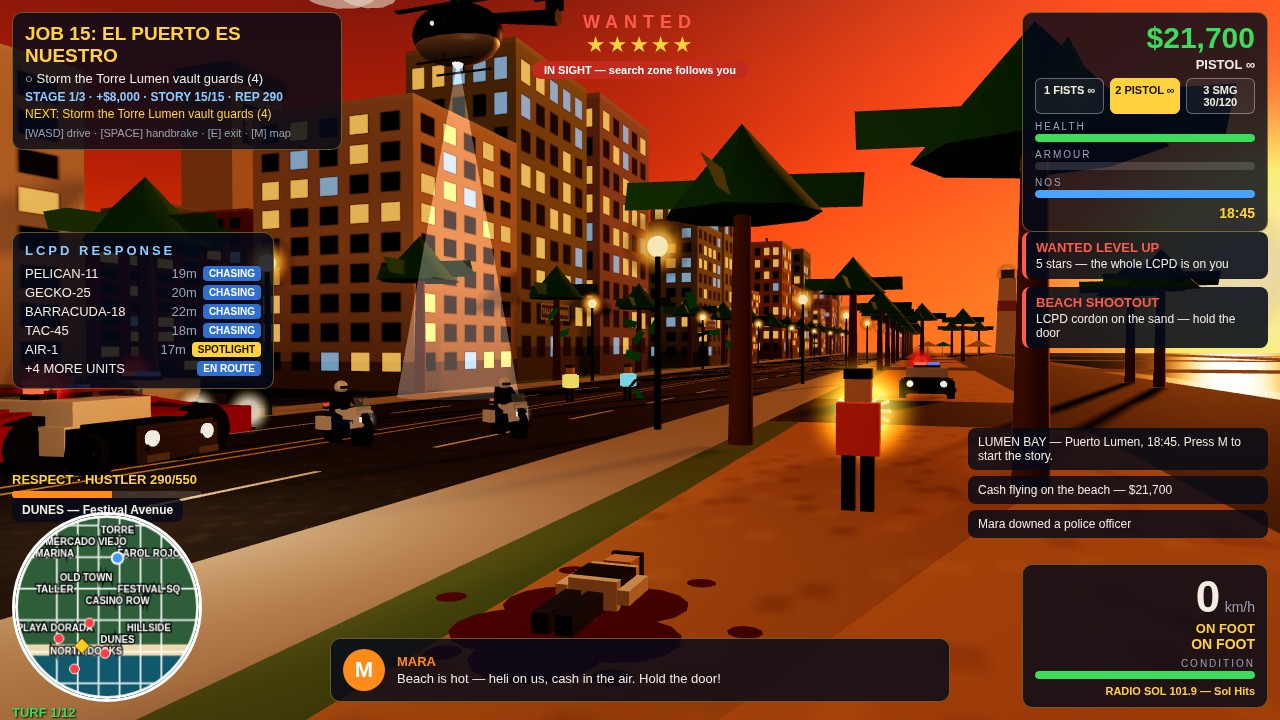 JOB 15: EL PUERTO ES
NUESTRO
○ Storm the Torre Lumen vault guards (4)
STAGE 1/3 · +$8,000 · STORY 15/15 · REP 290
NEXT: Storm the Torre Lumen vault guards (4)
[WASD] drive · [SPACE] handbrake · [E] exit · [M] map
WANTED
★★★★★
IN SIGHT — search zone follows you
$21,700
PISTOL ∞
1 FISTS ∞
2 PISTOL ∞
3 SMG
30/120
HEALTH
ARMOUR
NOS
18:45
WANTED LEVEL UP
5 stars — the whole LCPD is on you
BEACH SHOOTOUT
LCPD cordon on the sand — hold the
door
LCPD RESPONSE
PELICAN-11 19m CHASING
GECKO-25 20m CHASING
BARRACUDA-18 22m CHASING
TAC-45 18m CHASING
AIR-1 17m SPOTLIGHT
+4 MORE UNITS EN ROUTE
LUMEN BAY — Puerto Lumen, 18:45. Press M to
start the story.
Cash flying on the beach — $21,700
Mara downed a police officer
RESPECT · HUSTLER 290/550
DUNES — Festival Avenue
TORRE
MERCADO VIEJO
MARINA
FAROL ROJO
OLD TOWN
TALLER
FESTIVAL SQ
CASINO ROW
PLAYA DORADA
HILLSIDE
DUNES
NORTH DOCKS
TURF 1/12
M
MARA
Beach is hot — heli on us, cash in the air. Hold the door!
0 km/h
ON FOOT
ON FOOT
CONDITION
RADIO SOL 101.9 — Sol Hits